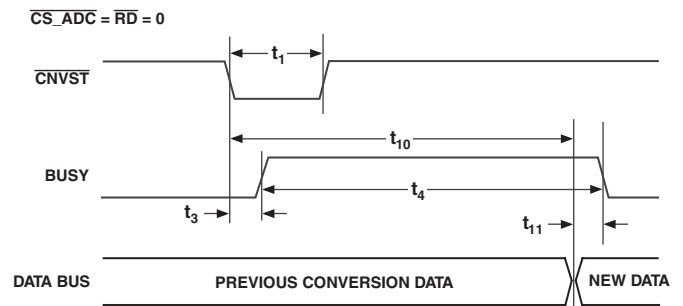 CS_ADC = RD = 0
t1
CNVST
t10
BUSY
t4
t3
t11
DATA BUS PREVIOUS CONVERSION DATA NEW DATA